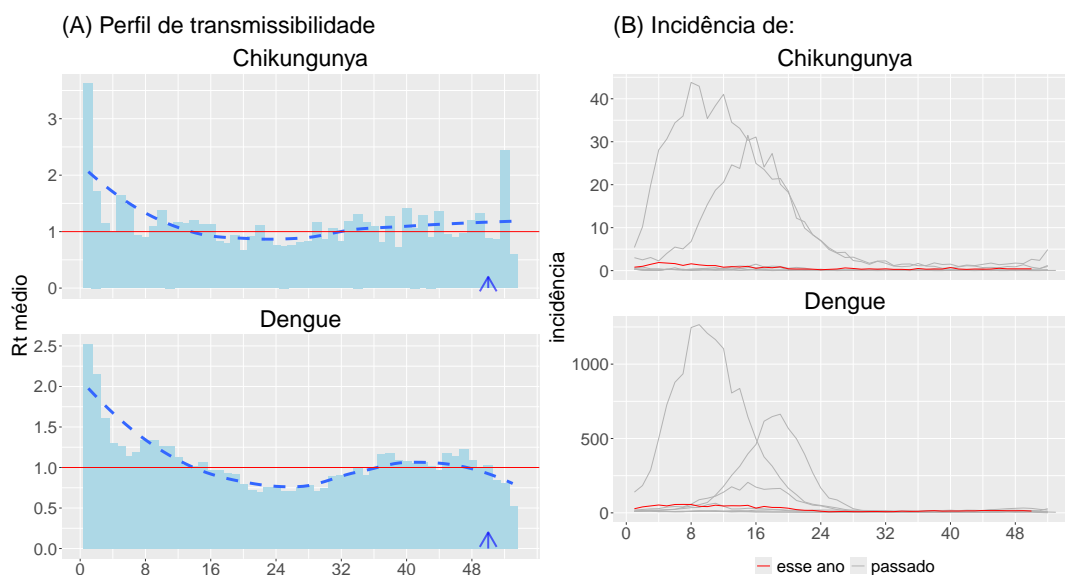 (A) Perfil de transmissibilidade
Chikungunya
3
2
1
0
Dengue
2.5
2.0
1.5
1.0
0.5
0.0
0 8 16 24 32 40 48
Rt médio
(B) Incidência de:
Chikungunya
40
30
20
10
0
Dengue
1000
500
0
0 8 16 24 32 40 48
incidência
esse ano passado